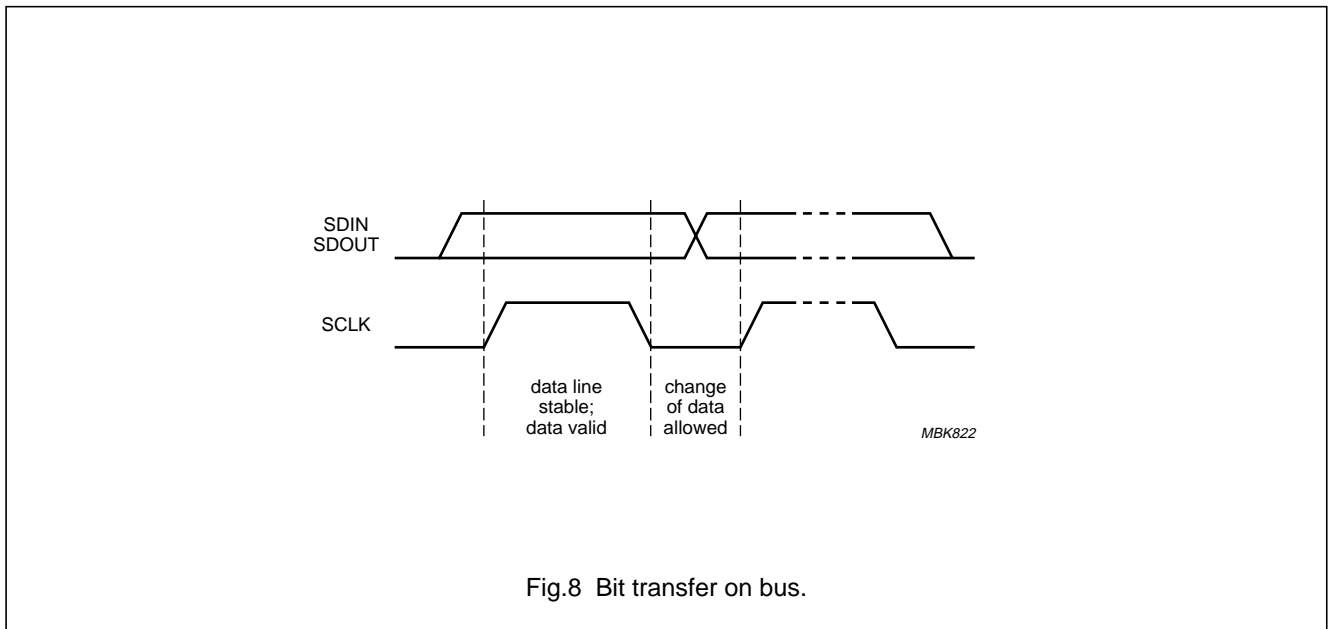 SDIN
SDOUT
SCLK
data line
stable;
data valid
change
of data
allowed
MBK822
Fig.8 Bit transfer on bus.